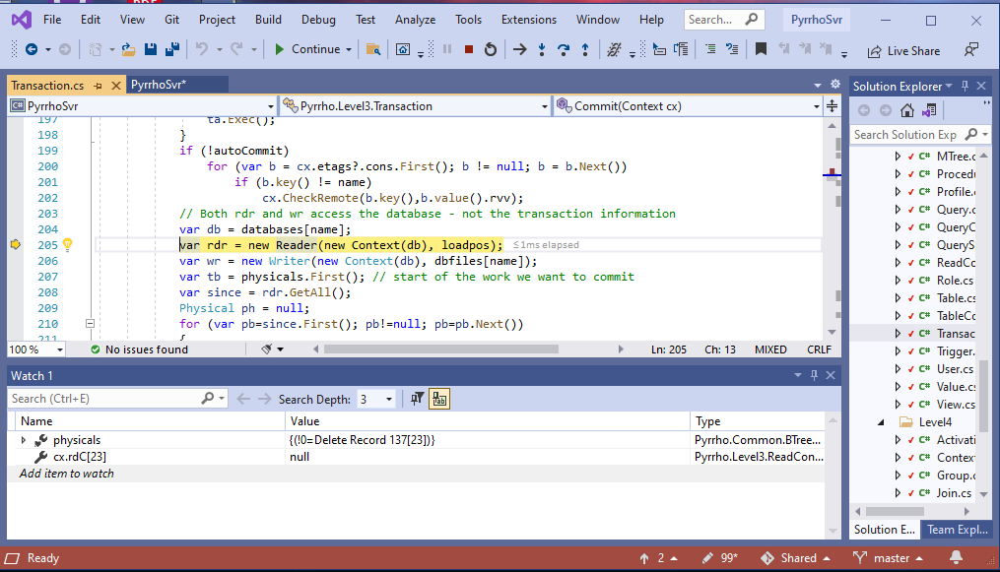 File Edit View Git Project Build Debug Test Analyze Tools Extensions Window Help Search... PyrrhoSvr
Continue Live Share
Transaction.cs PyrrhoSvr*
C# PyrrhoSvr Pyrrho.Level3.Transaction Commit(Context cx)
197 ta.Exec();
198 }
199 if (!autoCommit)
200 for (var b = cx.etags?.cons.First(); b != null; b = b.Next())
201 if (b.key() != name)
202 cx.CheckRemote(b.key(),b.value().rvv);
203 // Both rdr and wr access the database - not the transaction information
204 var db = databases[name];
205 var rdr = new Reader(new Context(db), loadpos); ≤1ms elapsed
206 var wr = new Writer(new Context(db), dbfiles[name]);
207 var tb = physicals.First(); // start of the work we want to commit
208 var since = rdr.GetAll();
209 Physical ph = null;
210 for (var pb=since.First(); pb!=null; pb=pb.Next())
211 {
100 % No issues found Ln: 205 Ch: 13 MIXED CRLF
Watch 1
Search (Ctrl+E) Search Depth: 3
Name Value Type
physicals {(!0=Delete Record 137[23])} Pyrrho.Common.BTree...
cx.rdC[23] null Pyrrho.Level3.ReadCon...
Add item to watch
Solution Explorer
Search Solution Exp
C# MTree.c
C# Procedu
C# Profile.
C# Query.c
C# QueryC
C# QueryS
C# ReadCo
C# Role.cs
C# Table.cs
C# TableCo
C# Transac
C# Trigger.
C# User.cs
C# Value.cs
C# View.cs
Level4
C# Activati
C# Contex
C# Group.c
C# Join.cs
Solution E... Team Expl...
Ready 2 99* Shared master